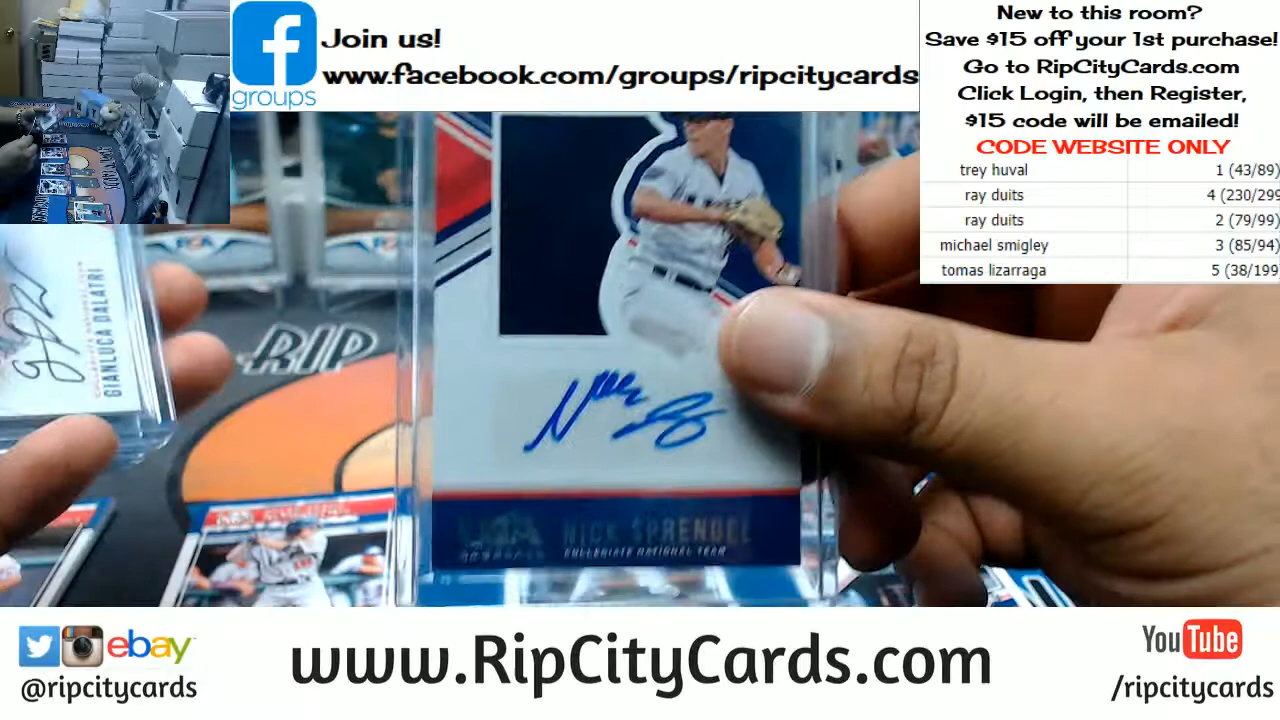 groups
Join us!
www.facebook.com/groups/ripcitycards
New to this room?
Save $15 off your 1st purchase!
Go to RipCityCards.com
Click Login, then Register,
$15 code will be emailed!
CODE WEBSITE ONLY
trey huval 1 (43/89)
ray duits 4 (230/299
ray duits 2 (79/99)
michael smigley 3 (85/94)
tomas lizarraga 5 (38/199
GIANLUCA DALATRI
RIP
USA
NICK SPRENGEL
COLLEGIATE NATIONAL TEAM
ebay
@ripcitycards
www.RipCityCards.com
YouTube
/ripcitycards